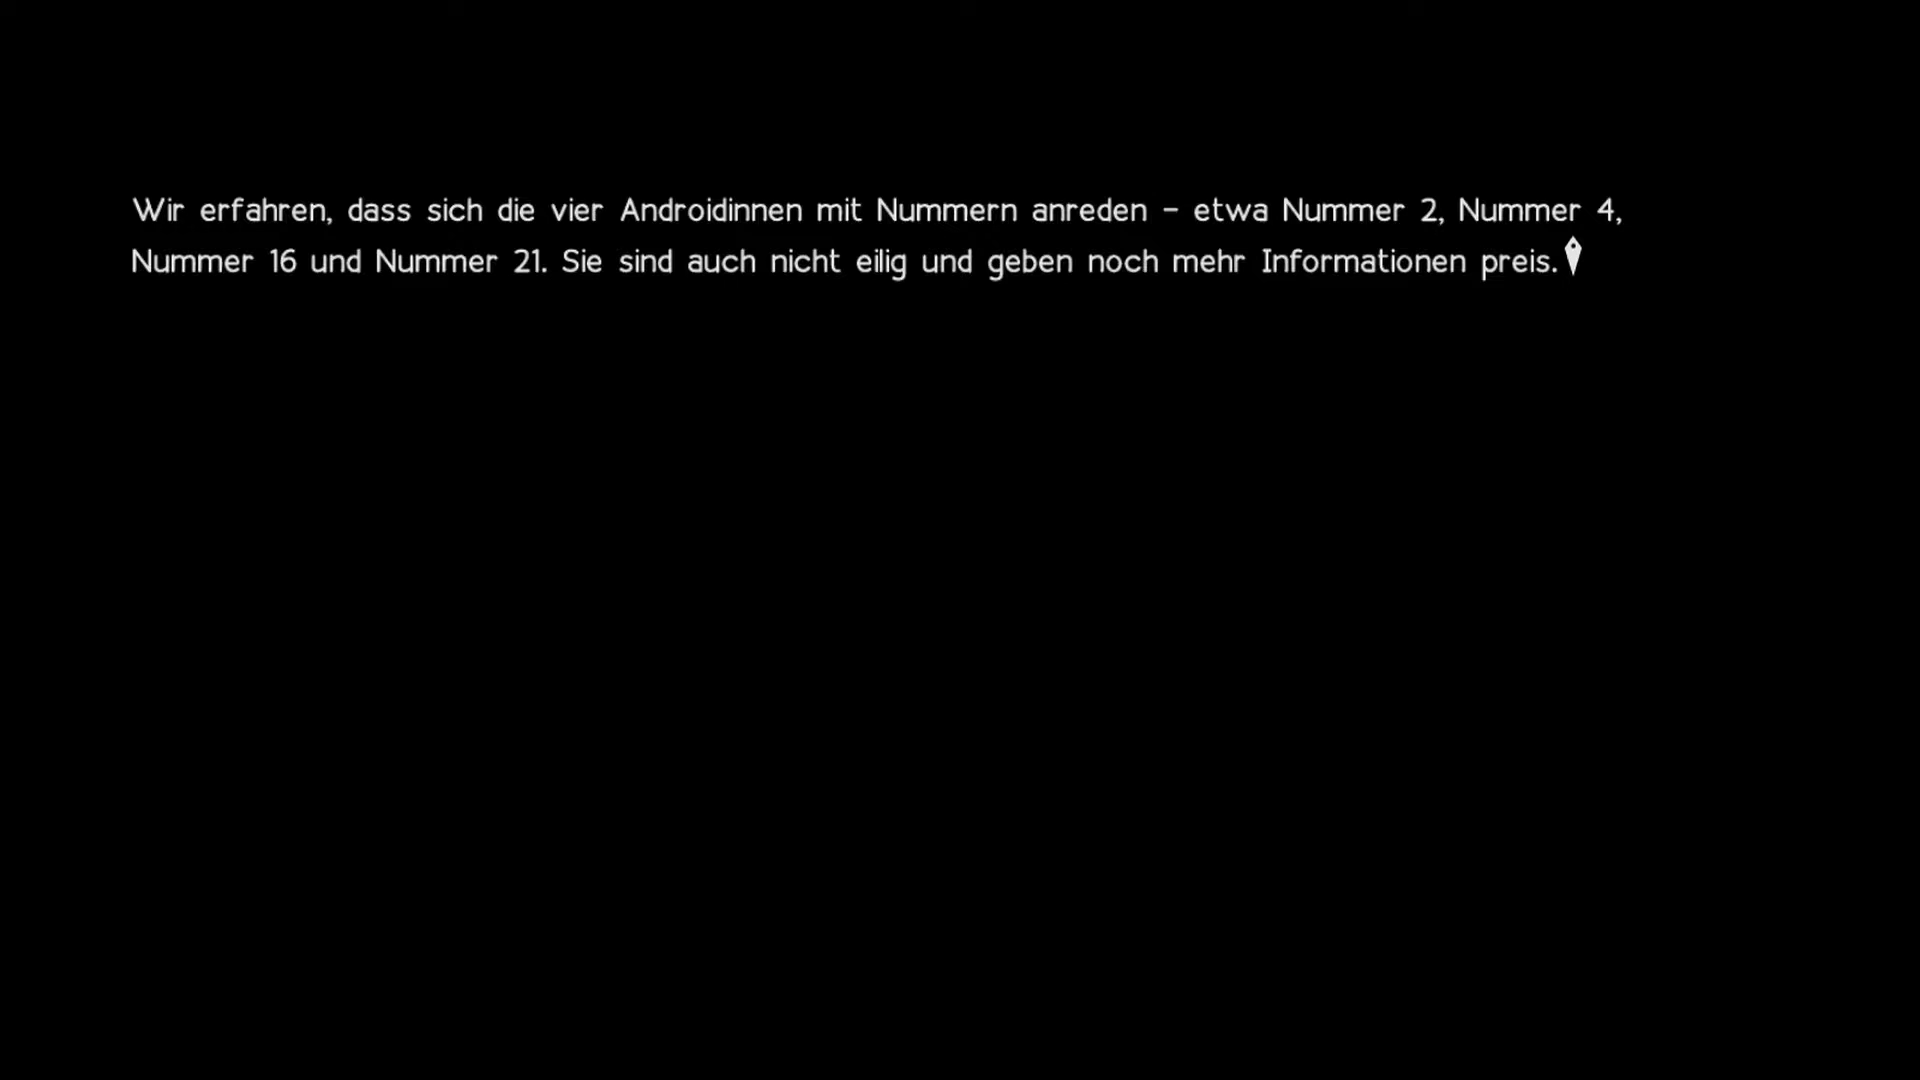 Wir erfahren, dass sich die vier Androidinnen mit Nummern anreden – etwa Nummer 2, Nummer 4,
Nummer 16 und Nummer 21. Sie sind auch nicht eilig und geben noch mehr Informationen preis.